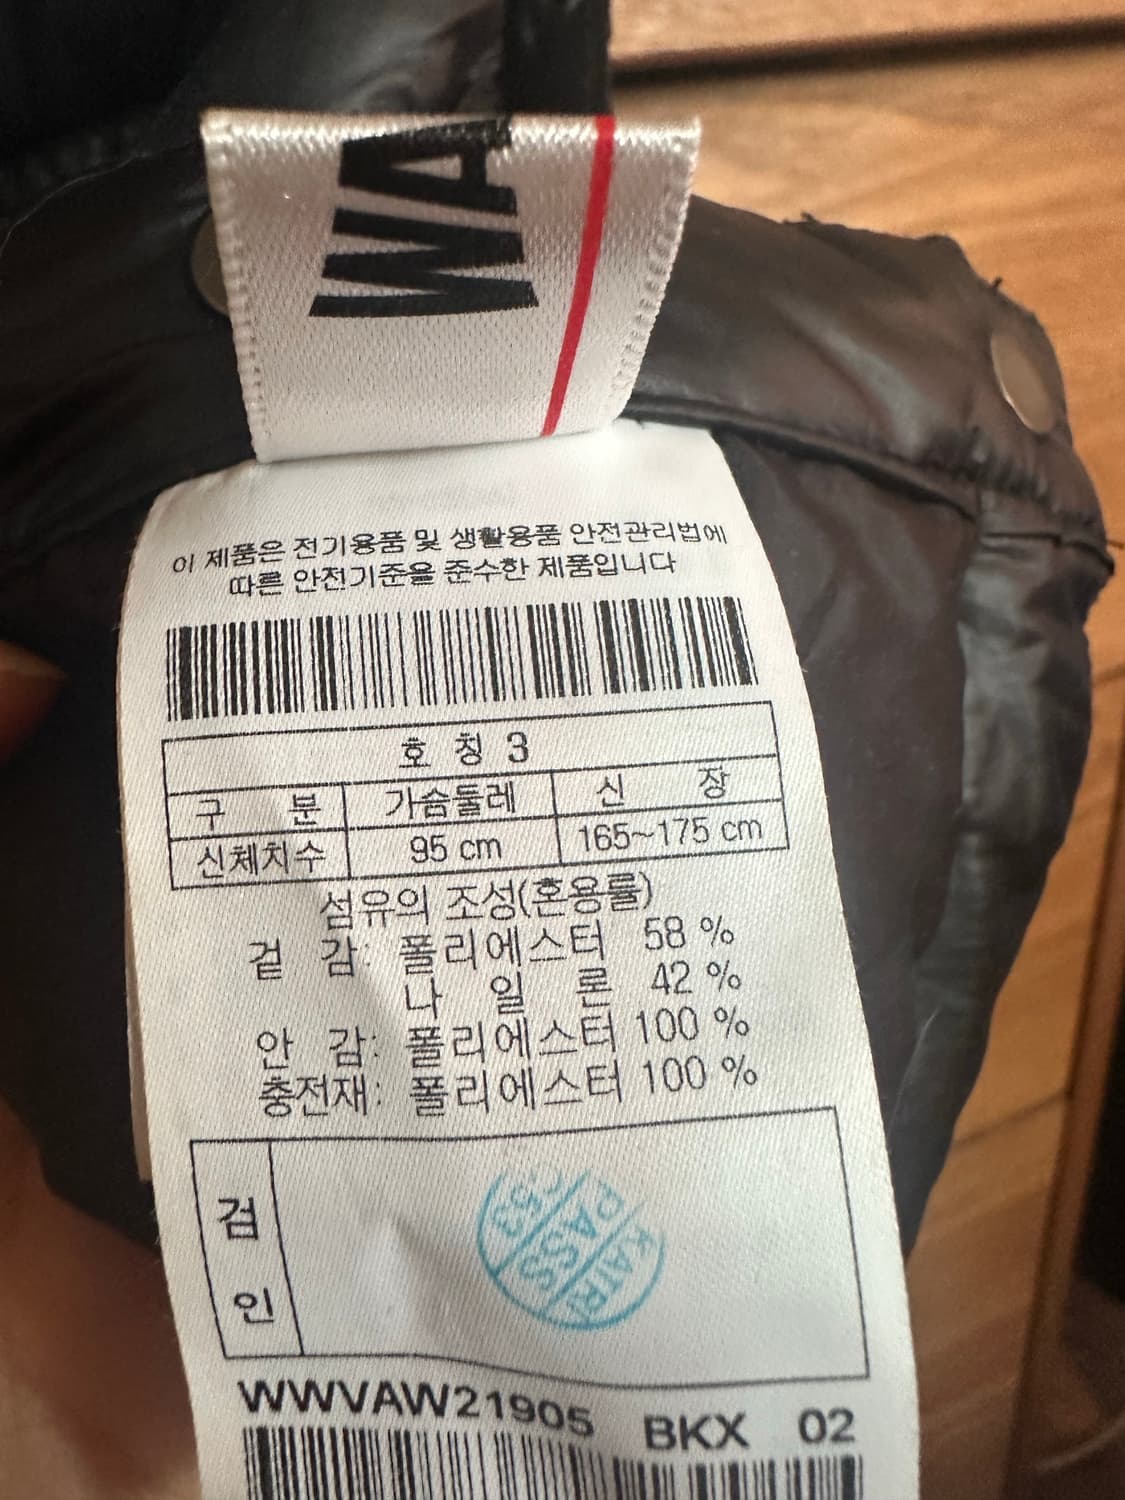 WA
이 제품은 전기용품 및 생활용품 안전관리법에
따른 안전기준을 준수한 제품입니다
호 칭 3
구 분 가슴둘레 신 장
신체치수 95 cm 165~175 cm
섬유의 조성(혼용률)
겉 감: 폴리에스터 58 %
나 일 론 42 %
안 감: 폴리에스터 100 %
충전재: 폴리에스터 100 %
검 인
KATRI
PASS
C53
WWVAW21905 BKX 02